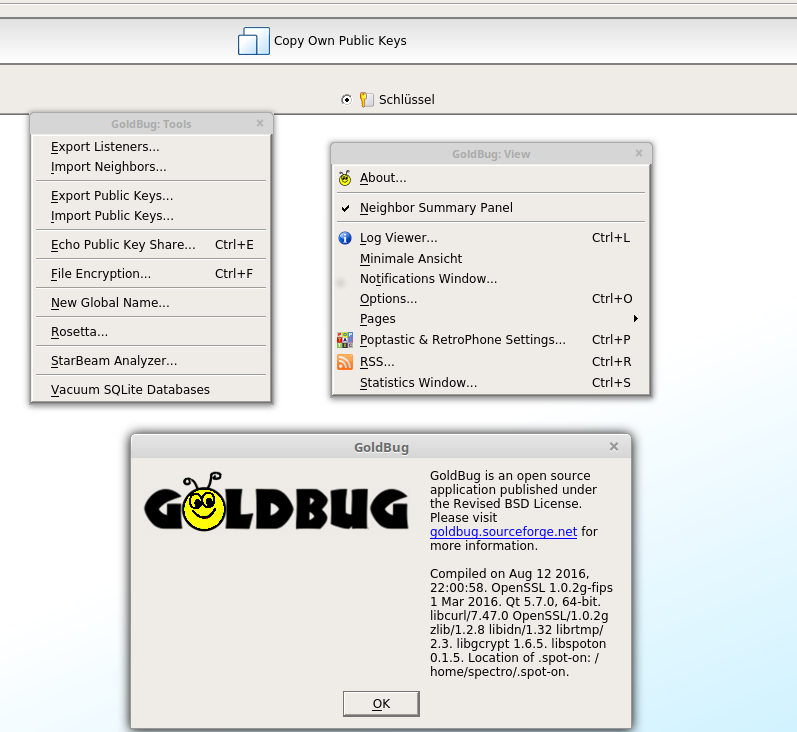 Copy Own Public Keys
Schlüssel
GoldBug: Tools
Export Listeners...
Import Neighbors...
Export Public Keys...
Import Public Keys...
Echo Public Key Share... Ctrl+E
File Encryption... Ctrl+F
New Global Name...
Rosetta...
StarBeam Analyzer...
Vacuum SQLite Databases
GoldBug: View
About...
Neighbor Summary Panel
Log Viewer... Ctrl+L
Minimale Ansicht
Notifications Window...
Options... Ctrl+O
Pages
Poptastic & RetroPhone Settings... Ctrl+P
RSS... Ctrl+R
Statistics Window... Ctrl+S
GoldBug
GOLDBUG
GoldBug is an open source
application published under
the Revised BSD License.
Please visit
goldbug.sourceforge.net for
more information.
Compiled on Aug 12 2016,
22:00:58. OpenSSL 1.0.2g-fips
1 Mar 2016. Qt 5.7.0, 64-bit.
libcurl/7.47.0 OpenSSL/1.0.2g
zlib/1.2.8 libidn/1.32 librtmp/
2.3. libgcrypt 1.6.5. libspoton
0.1.5. Location of .spot-on: /
home/spectro/.spot-on.
OK